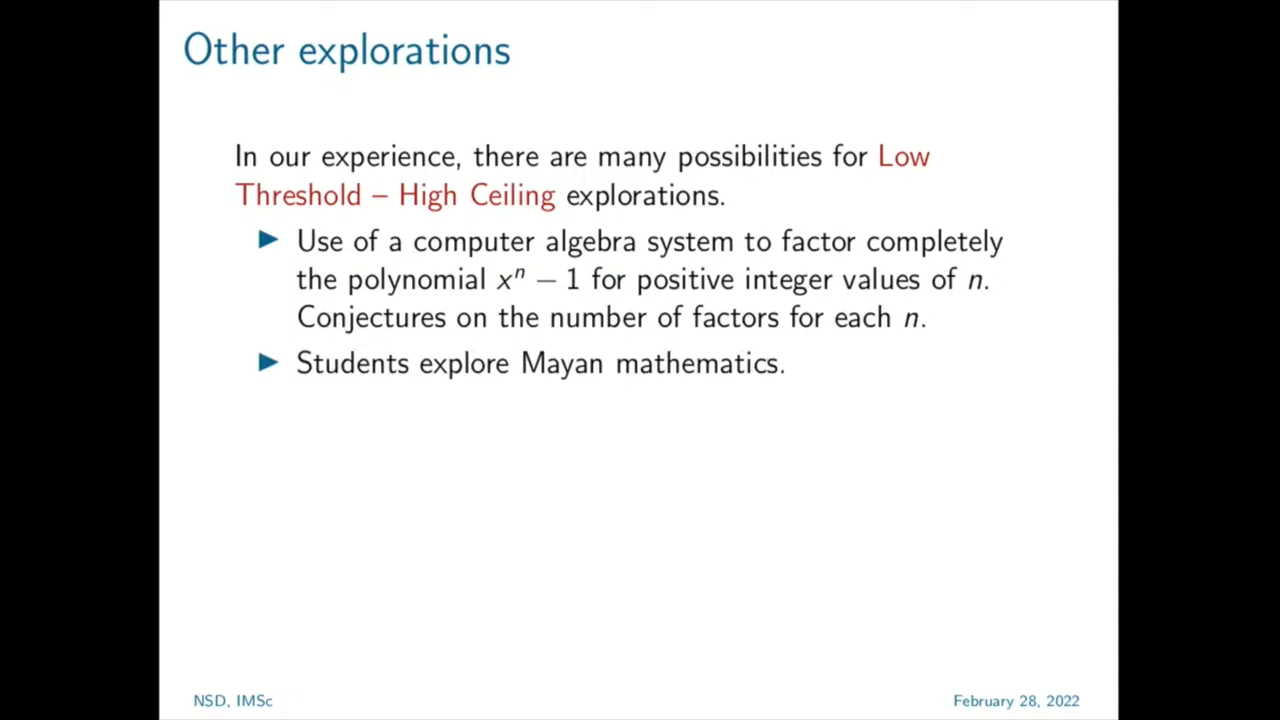 Other explorations
In our experience, there are many possibilities for Low
Threshold – High Ceiling explorations.
▶ Use of a computer algebra system to factor completely
the polynomial xⁿ − 1 for positive integer values of n.
Conjectures on the number of factors for each n.
▶ Students explore Mayan mathematics.
NSD, IMSc
February 28, 2022